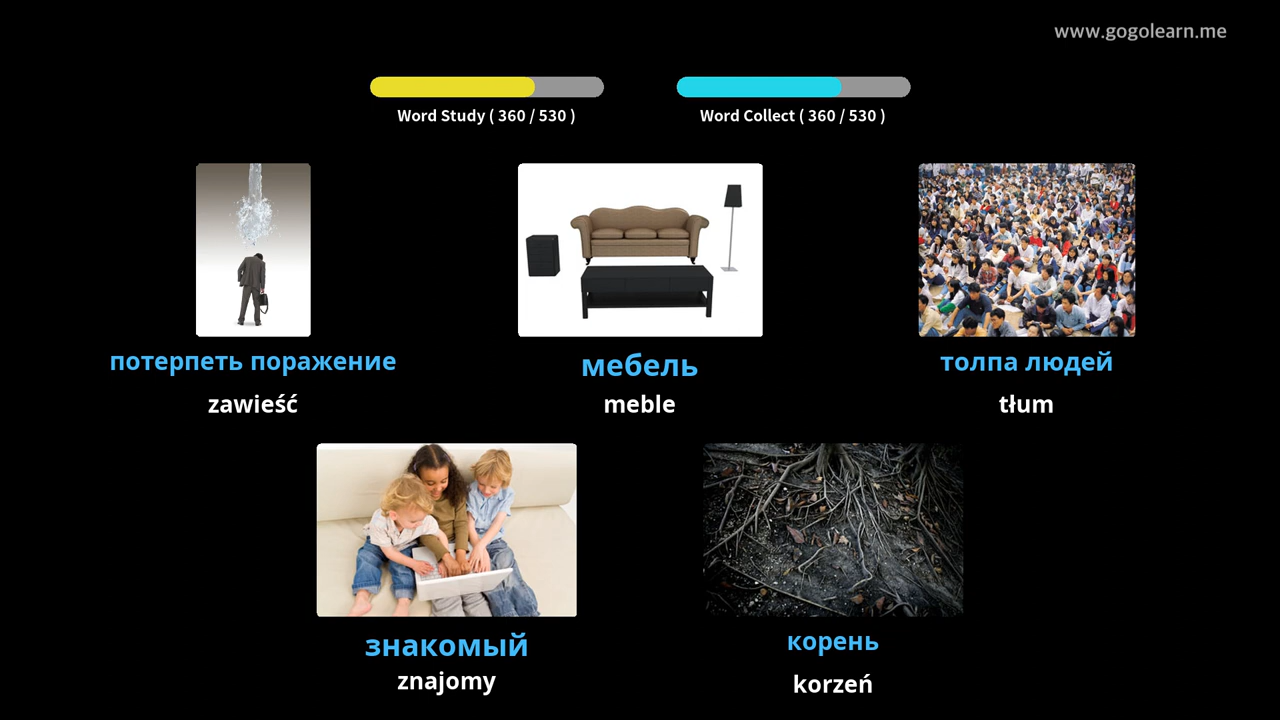 www.gogolearn.me
Word Study ( 360 / 530 )
Word Collect ( 360 / 530 )
потерпеть поражение
zawieść
мебель
meble
толпа людей
tłum
знакомый
znajomy
корень
korzeń